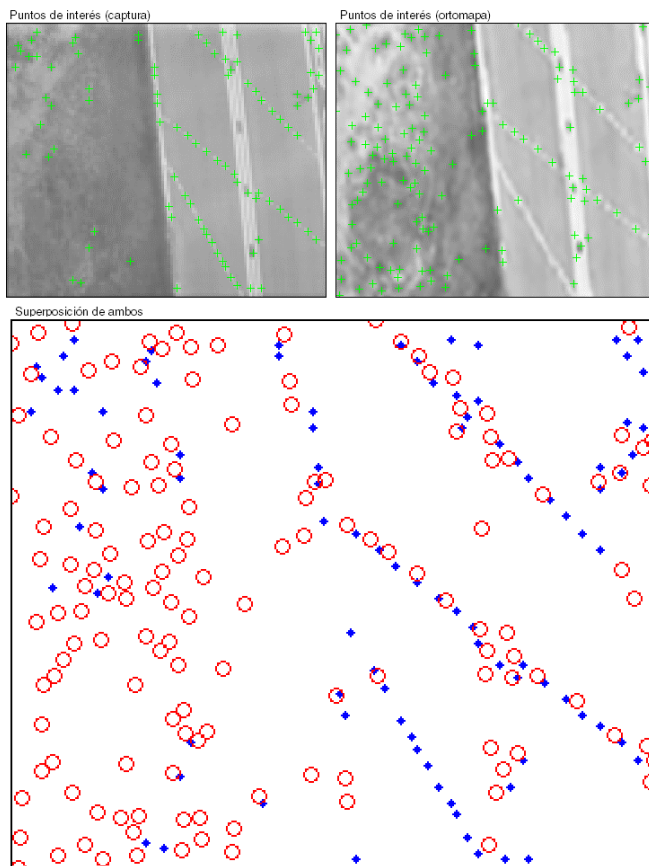 Puntos de interés (captura)
Puntos de interés (ortomapa)
Superposición de ambos